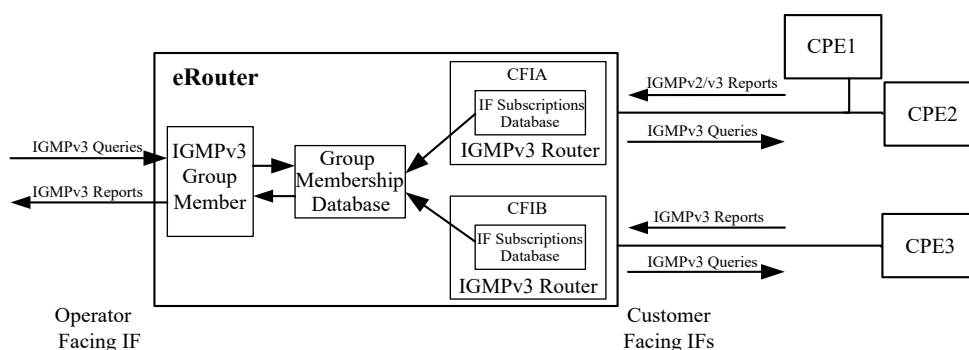 CPE1
eRouter
CFIA
IGMPv2/v3 Reports
IF Subscriptions
Database
CPE2
IGMPv3 Queries
IGMPv3
Group
Member
Group
Membership
Database
IGMPv3 Router
IGMPv3 Queries
IGMPv3 Reports
CFIB
IGMPv3 Reports
IF Subscriptions
Database
CPE3
IGMPv3 Router
IGMPv3 Queries
Operator
Facing IF
Customer
Facing IFs